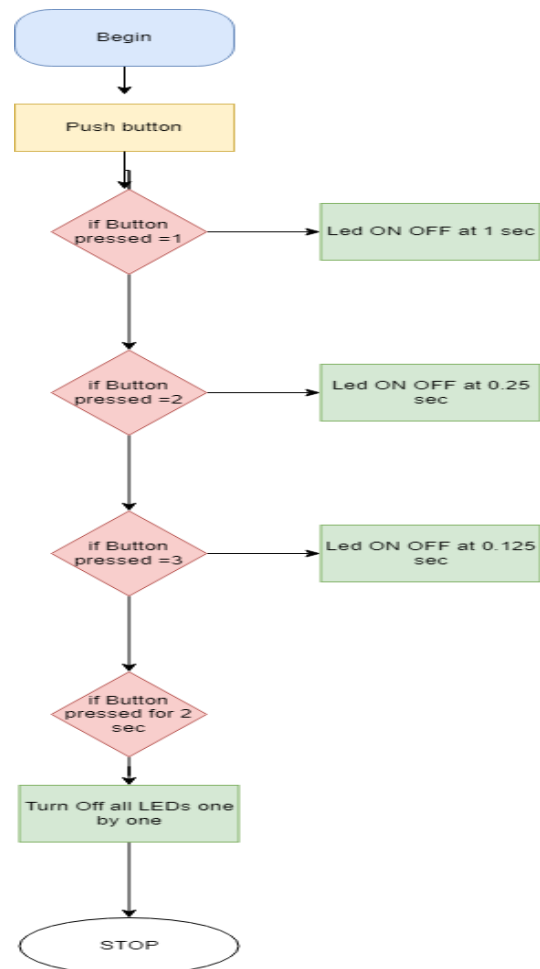 Begin
Push button
if Button
pressed =1
Led ON OFF at 1 sec
if Button
pressed =2
Led ON OFF at 0.25
sec
if Button
pressed =3
Led ON OFF at 0.125
sec
if Button
pressed for 2
sec
Turn Off all LEDs one
by one
STOP